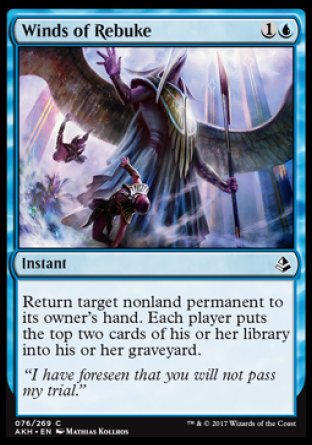 Winds of Rebuke 1
Instant
Return target nonland permanent to
its owner's hand. Each player puts
the top two cards of his or her library
into his or her graveyard.
"I have foreseen that you will not pass
my trial."
076/269 C
AKH • EN Mathias Kollros
™ & © 2017 Wizards of the Coast